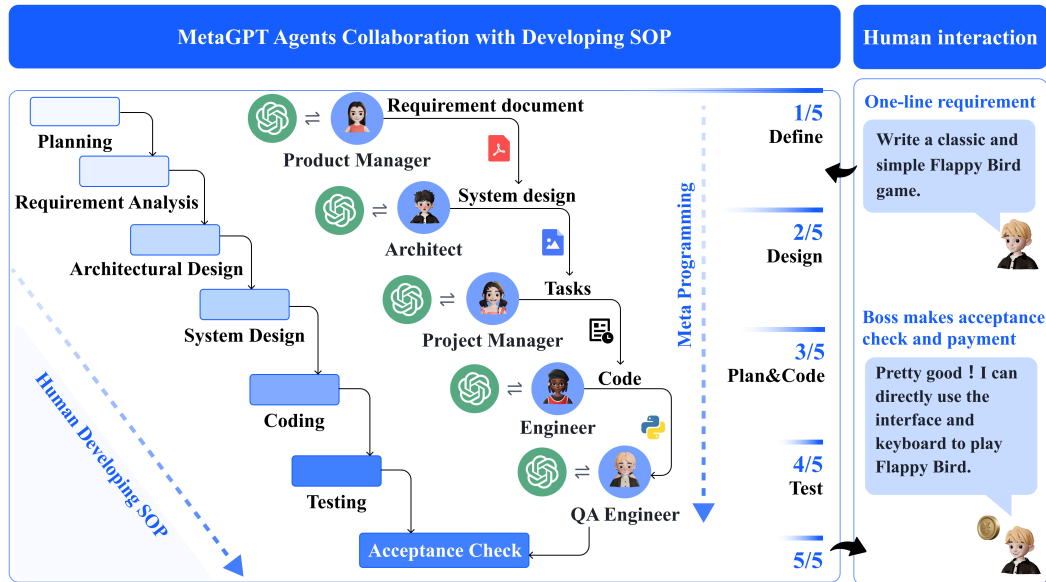 MetaGPT Agents Collaboration with Developing SOP
Human interaction
Planning
Requirement Analysis
Architectural Design
System Design
Coding
Testing
Acceptance Check
Human Developing SOP
Requirement document
Product Manager
System design
Architect
Tasks
Project Manager
Code
Engineer
QA Engineer
Meta Programming
1/5
Define
2/5
Design
3/5
Plan&Code
4/5
Test
5/5
One-line requirement
Write a classic and
simple Flappy Bird
game.
Boss makes acceptance
check and payment
Pretty good ! I can
directly use the
interface and
keyboard to play
Flappy Bird.